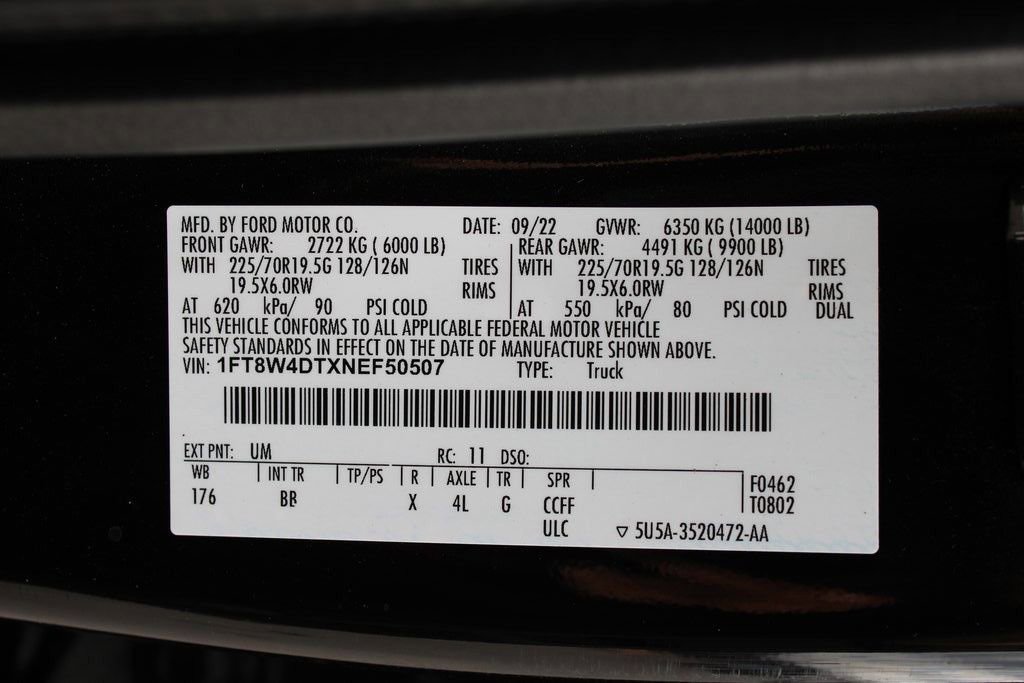 MFD. BY FORD MOTOR CO. DATE: 09/22 GVWR: 6350 KG (14000 LB)
FRONT GAWR: 2722 KG ( 6000 LB) REAR GAWR: 4491 KG ( 9900 LB)
WITH 225/70R19.5G 128/126N TIRES WITH 225/70R19.5G 128/126N TIRES
19.5X6.0RW RIMS 19.5X6.0RW RIMS
AT 620 kPa/ 90 PSI COLD AT 550 kPa/ 80 PSI COLD DUAL
THIS VEHICLE CONFORMS TO ALL APPLICABLE FEDERAL MOTOR VEHICLE
SAFETY STANDARDS IN EFFECT ON THE DATE OF MANUFACTURE SHOWN ABOVE.
VIN: 1FT8W4DTXNEF50507 TYPE: Truck
EXT PNT: UM RC: 11 DSO:
WB INT TR TP/PS R AXLE TR SPR F0462
176 BB X 4L G CCFF T0802
ULC ▽ 5U5A-3520472-AA